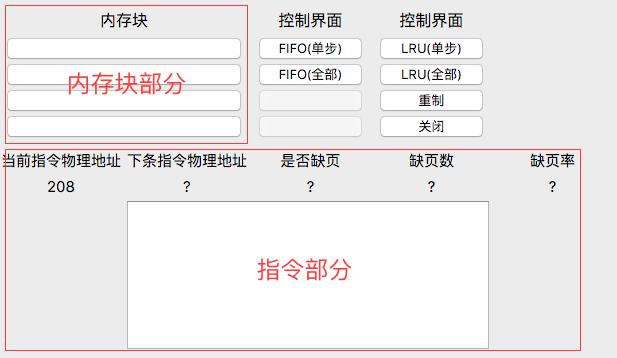 内存块 控制界面 控制界面
FIFO(单步) LRU(单步)
内存块部分 FIFO(全部) LRU(全部)
重制
关闭
当前指令物理地址 下条指令物理地址 是否缺页 缺页数 缺页率
208 ? ? ? ?
指令部分